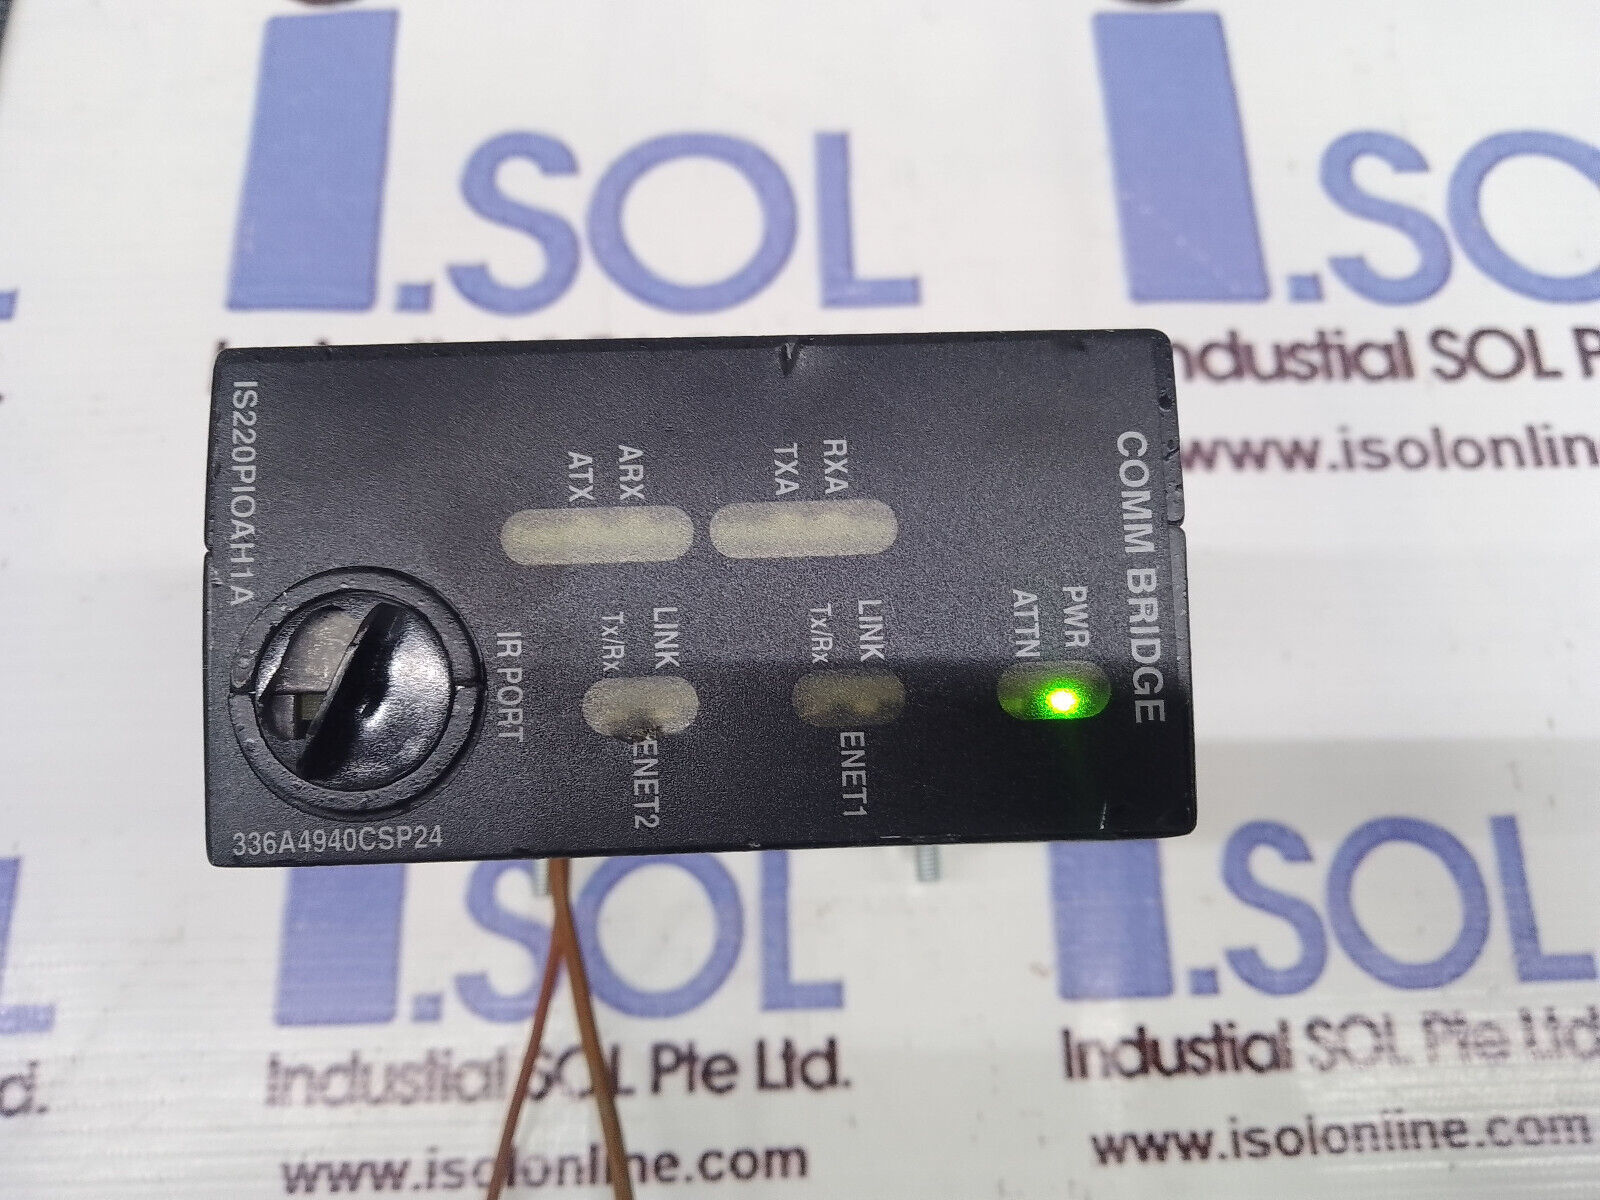 I.SOL
I.SO
Industial SOL P
www.isolonlin
IS220PIOAH1A
ATX
ARX
TXA
RXA
COMM BRIDGE
Tx/Rx
LINK
Tx/Rx
LINK
ATTN
PWR
IR PORT
ENET2
ENET1
336A4940CSP24
I.SOL
I.SOL
Industial SOL Pte Ltd.
Industial SOL Pte Ltd
d.
www.isolonline.com
www.isolonline.com